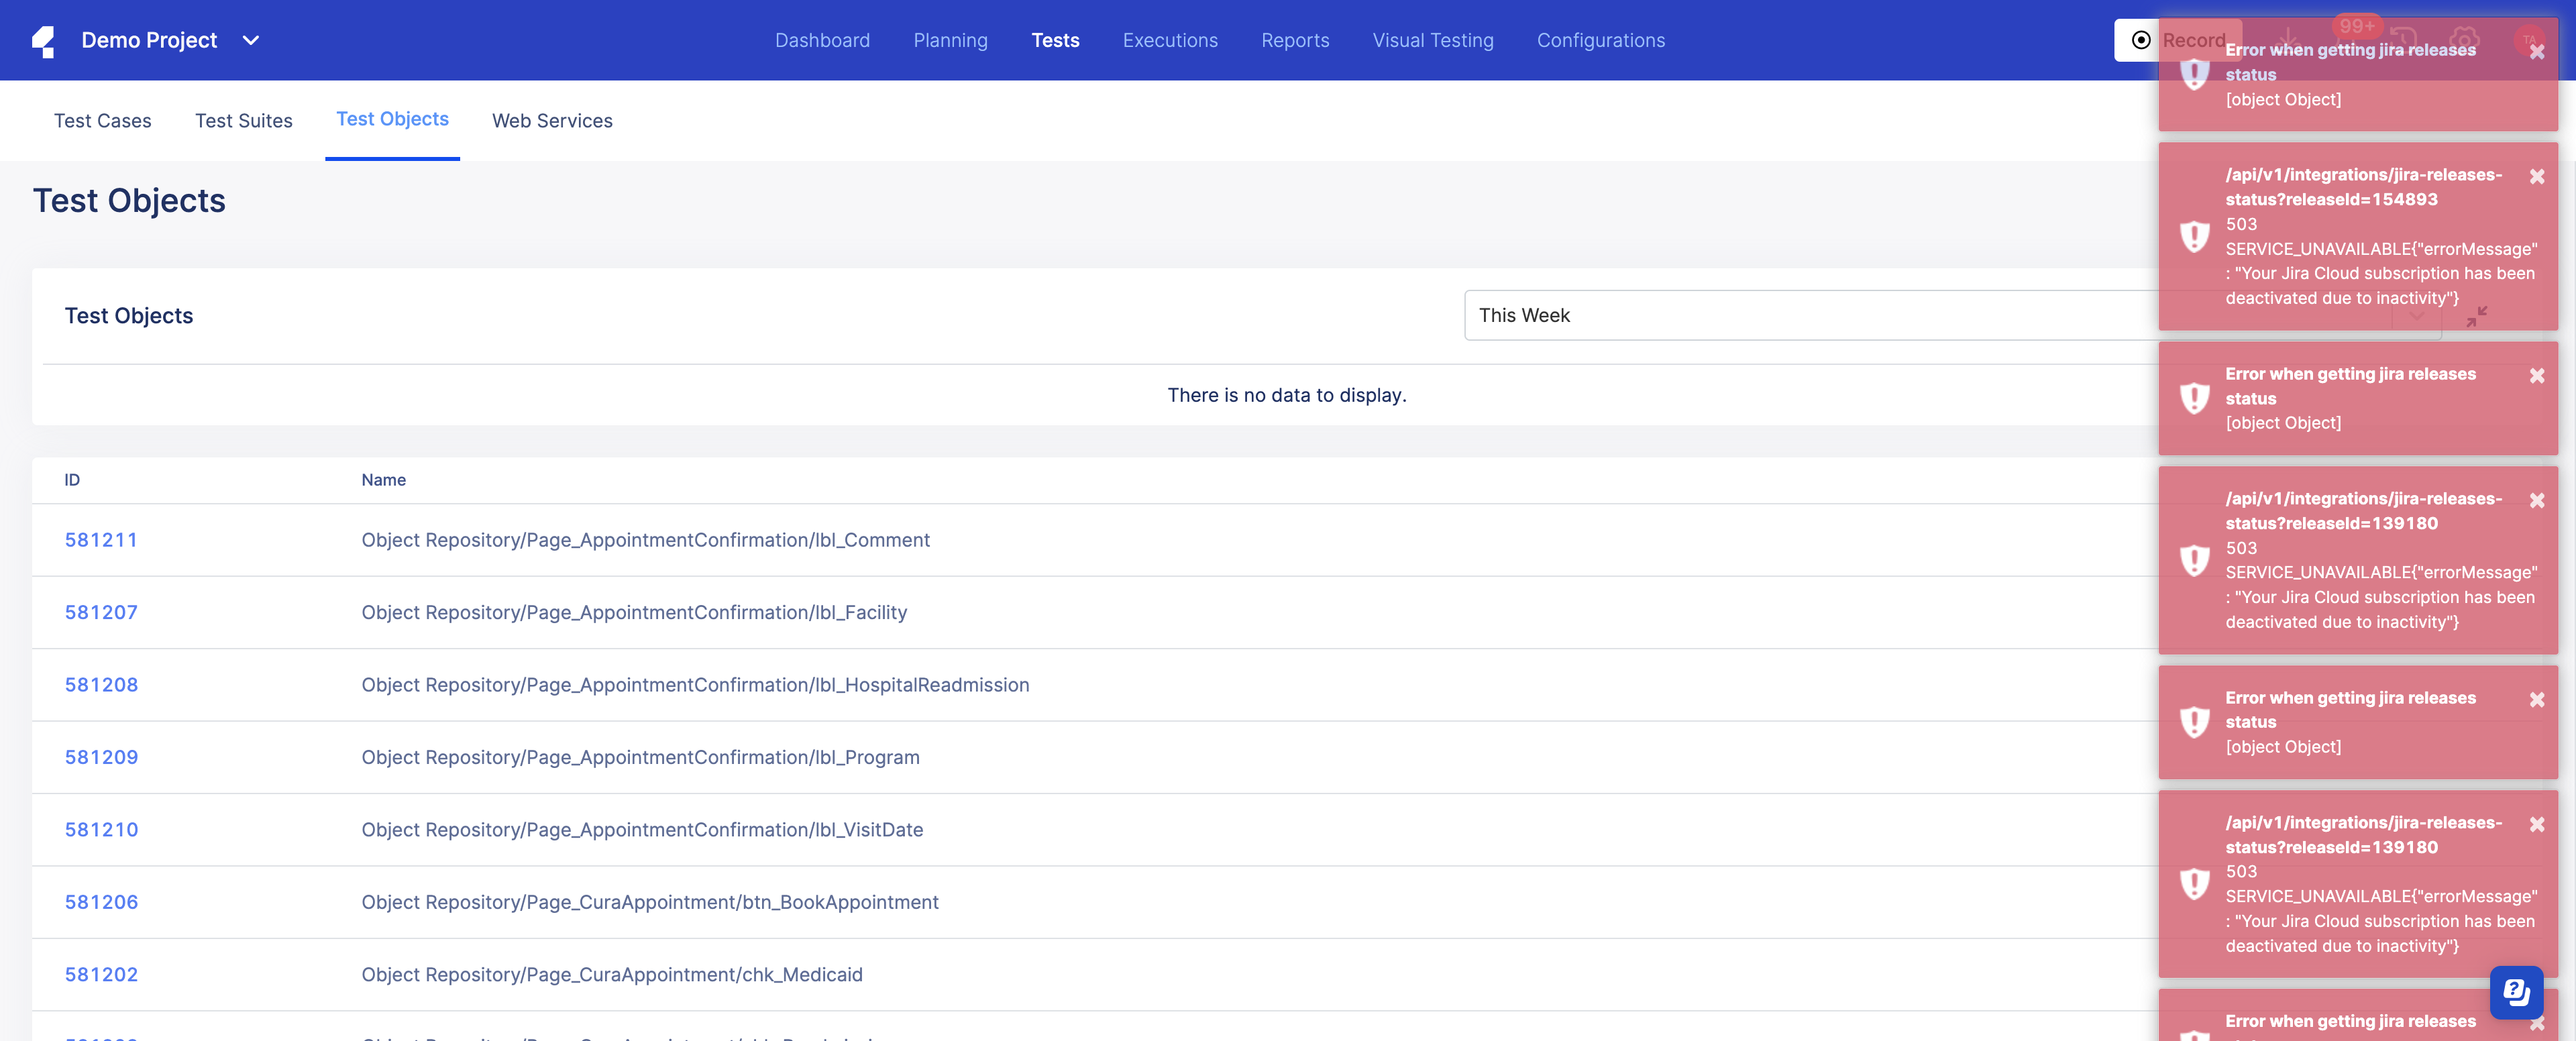 Demo Project
Dashboard Planning Tests Executions Reports Visual Testing Configurations
Record
99+
TA
Test Cases Test Suites Test Objects Web Services
Test Objects
Test Objects
This Week
There is no data to display.
ID Name
581211 Object Repository/Page_AppointmentConfirmation/lbl_Comment
581207 Object Repository/Page_AppointmentConfirmation/lbl_Facility
581208 Object Repository/Page_AppointmentConfirmation/lbl_HospitalReadmission
581209 Object Repository/Page_AppointmentConfirmation/lbl_Program
581210 Object Repository/Page_AppointmentConfirmation/lbl_VisitDate
581206 Object Repository/Page_CuraAppointment/btn_BookAppointment
581202 Object Repository/Page_CuraAppointment/chk_Medicaid
Error when getting jira releases
status
[object Object]
/api/v1/integrations/jira-releases-
status?releaseId=154893
503
SERVICE_UNAVAILABLE{"errorMessage"
: "Your Jira Cloud subscription has been
deactivated due to inactivity"}
Error when getting jira releases
status
[object Object]
/api/v1/integrations/jira-releases-
status?releaseId=139180
503
SERVICE_UNAVAILABLE{"errorMessage"
: "Your Jira Cloud subscription has been
deactivated due to inactivity"}
Error when getting jira releases
status
[object Object]
/api/v1/integrations/jira-releases-
status?releaseId=139180
503
SERVICE_UNAVAILABLE{"errorMessage"
: "Your Jira Cloud subscription has been
deactivated due to inactivity"}
Error when getting jira releases